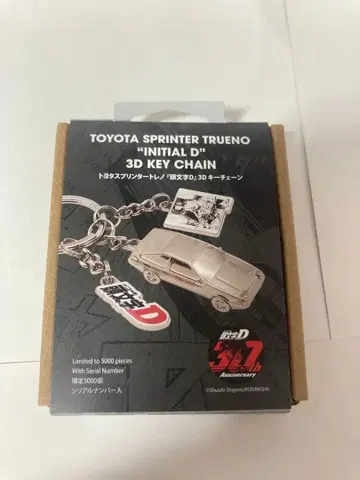 TOYOTA SPRINTER TRUENO
“INITIAL D”
3D KEY CHAIN
トヨタスプリンタートレノ『頭文字D』3D キーチェーン
頭文字D
Limited to 5000 pieces
With Serial Number
限定5000個
シリアルナンバー入
頭文字D
Anniversary
©Shuichi Shigeno/KODANSHA